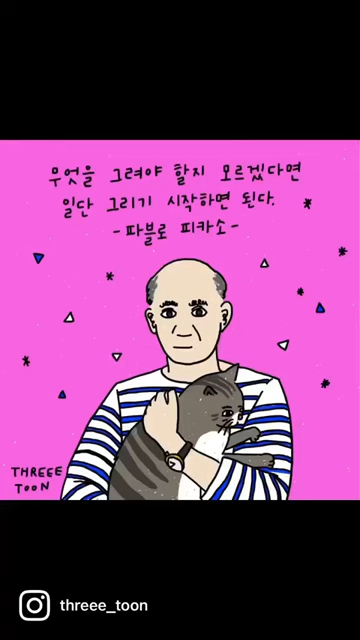 무엇을 그려야 할지 모르겠다면
일단 그리기 시작하면 된다.
-파블로 피카소-
THREEE
TOON
threee_toon